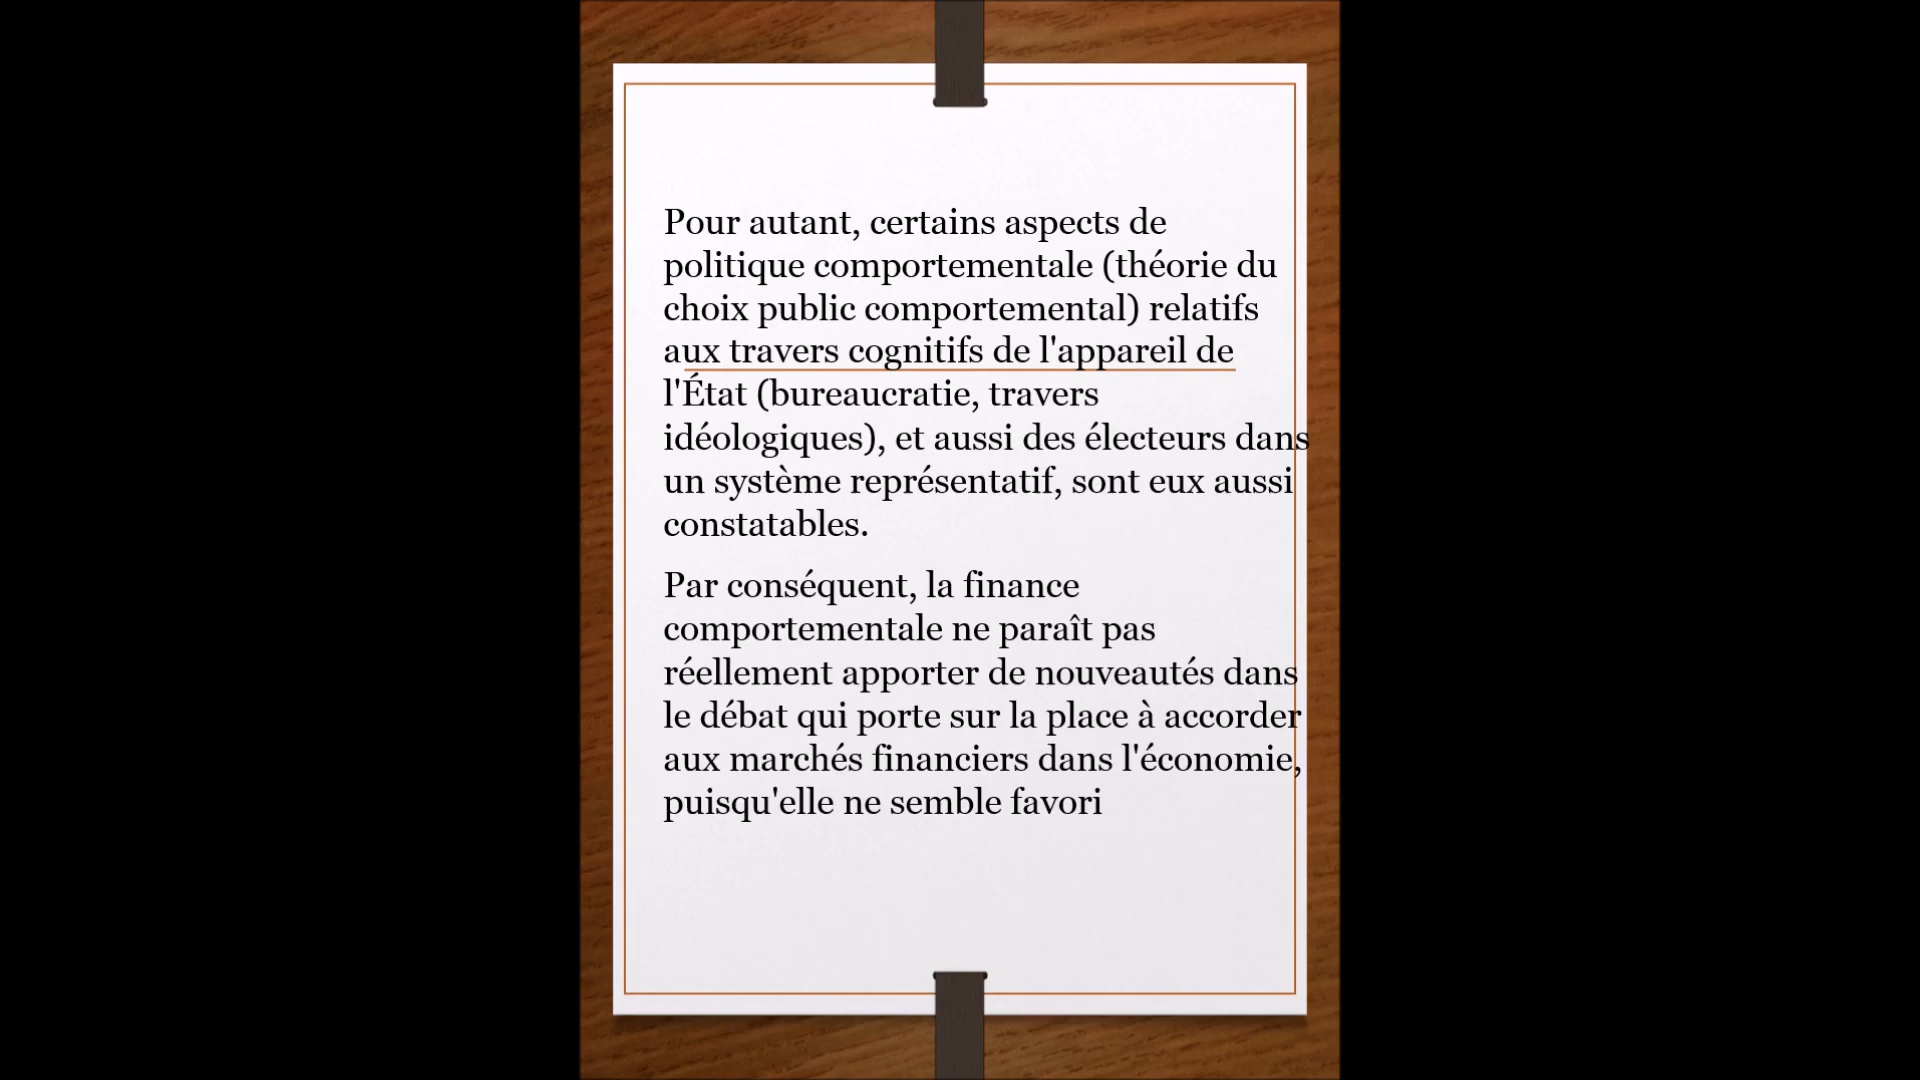 Pour autant, certains aspects de
politique comportementale (théorie du
choix public comportemental) relatifs
aux travers cognitifs de l'appareil de
l'État (bureaucratie, travers
idéologiques), et aussi des électeurs dans
un système représentatif, sont eux aussi
constatables.
Par conséquent, la finance
comportementale ne paraît pas
réellement apporter de nouveautés dans
le débat qui porte sur la place à accorder
aux marchés financiers dans l'économie,
puisqu'elle ne semble favori